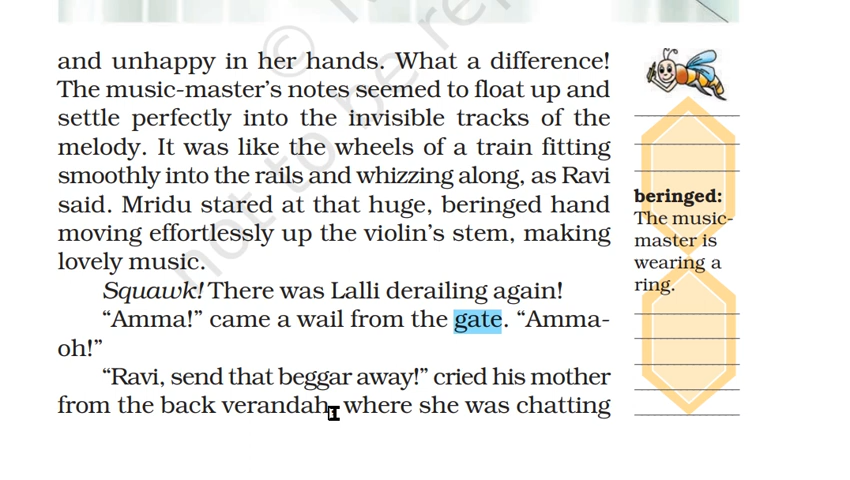 and unhappy in her hands. What a difference!
The music-master's notes seemed to float up and
settle perfectly into the invisible tracks of the
melody. It was like the wheels of a train fitting
smoothly into the rails and whizzing along, as Ravi
said. Mridu stared at that huge, beringed hand
moving effortlessly up the violin's stem, making
lovely music.
Squawk! There was Lalli derailing again!
“Amma!” came a wail from the gate. “Amma-
oh!”
“Ravi, send that beggar away!” cried his mother
from the back verandah, where she was chatting
beringed:
The music-
master is
wearing a
ring.
©
not to be re